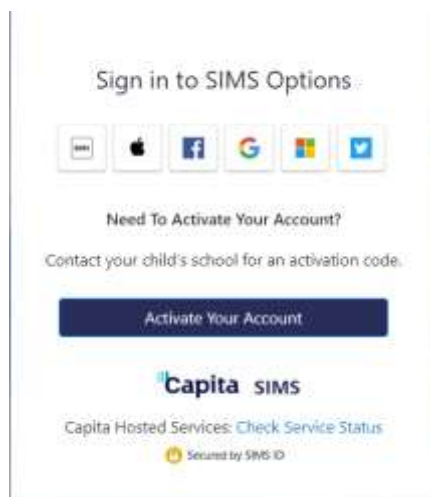 Sign in to SIMS Options
Need To Activate Your Account?
Contact your child's school for an activation code.
Activate Your Account
Capita SIMS
Capita Hosted Services: Check Service Status
Secured by SIMS ID